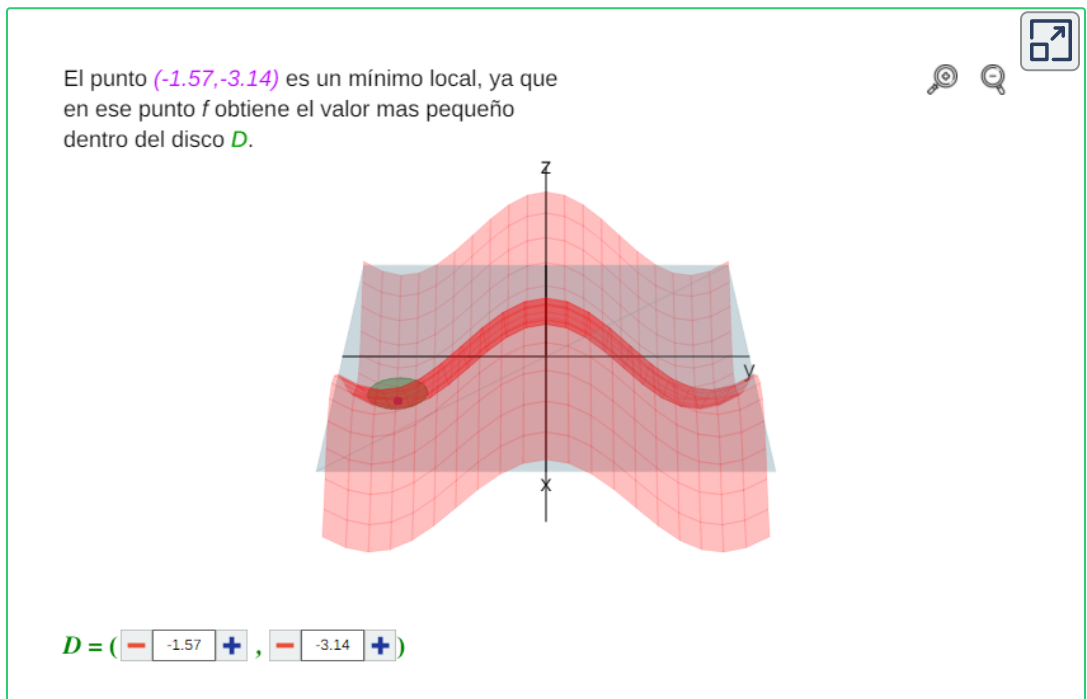 El punto (-1.57,-3.14) es un mínimo local, ya que
en ese punto f obtiene el valor mas pequeño
dentro del disco D.
z
y
x
D = ( -1.57 , -3.14 )